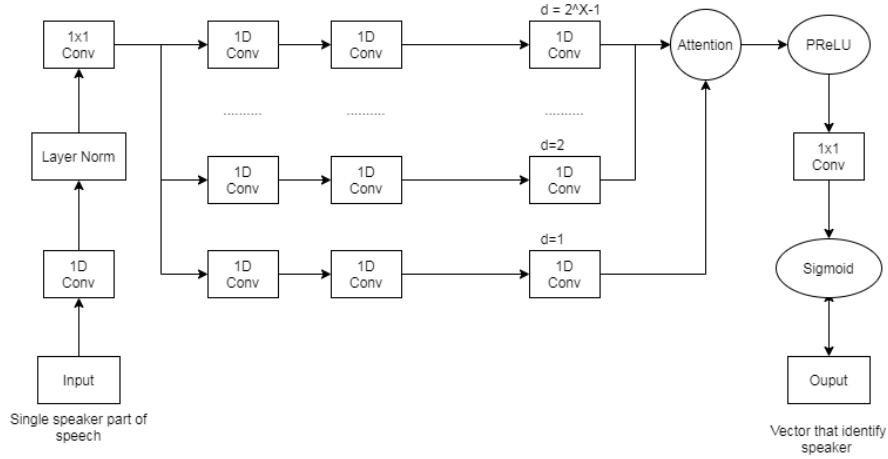 d = 2^X-1
1x1
Conv
1D
Conv
1D
Conv
1D
Conv
Attention
PReLU
...........
...........
...........
Layer Norm
d=2
1D
Conv
1D
Conv
1D
Conv
1x1
Conv
d=1
1D
Conv
1D
Conv
1D
Conv
1D
Conv
Sigmoid
Input
Ouput
Single speaker part of
speech
Vector that identify
speaker